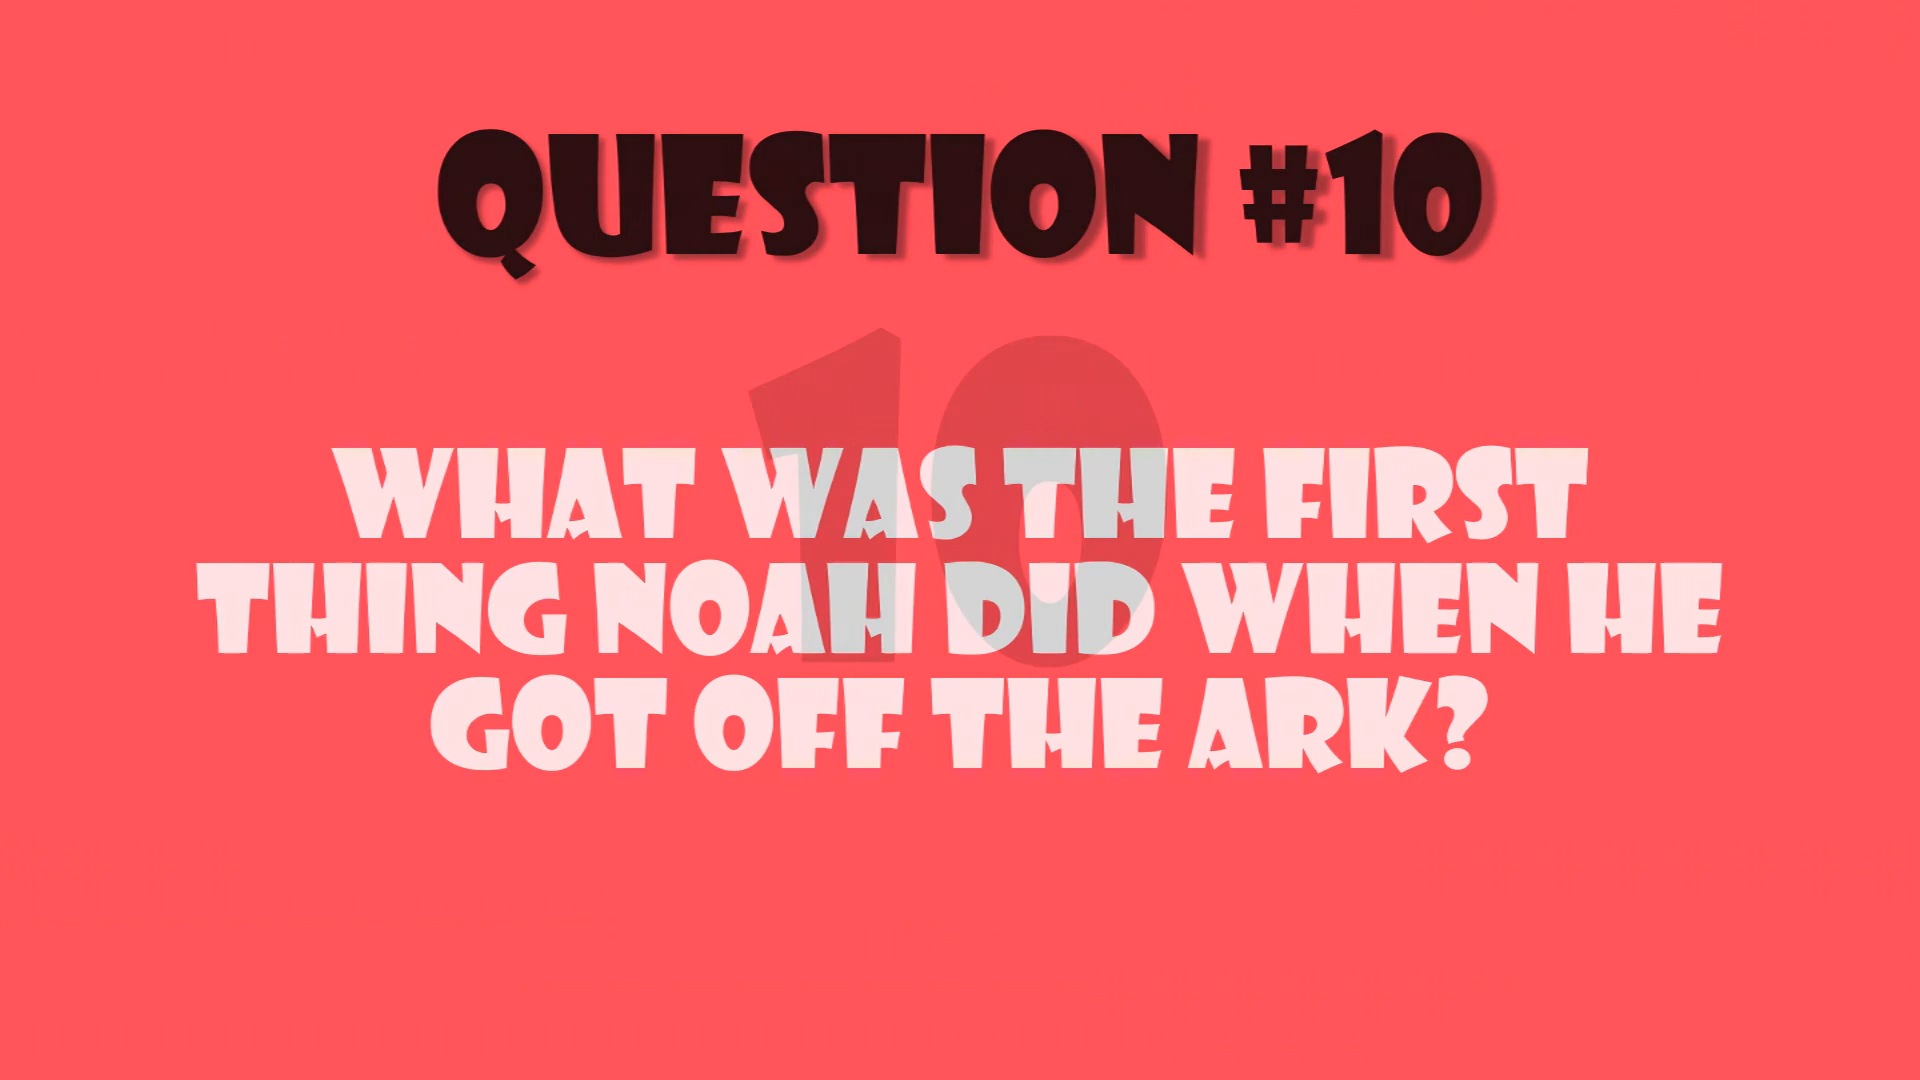 QUESTION #10
10
WHAT WAS THE FIRST
THING NOAH DID WHEN HE
GOT OFF THE ARK?